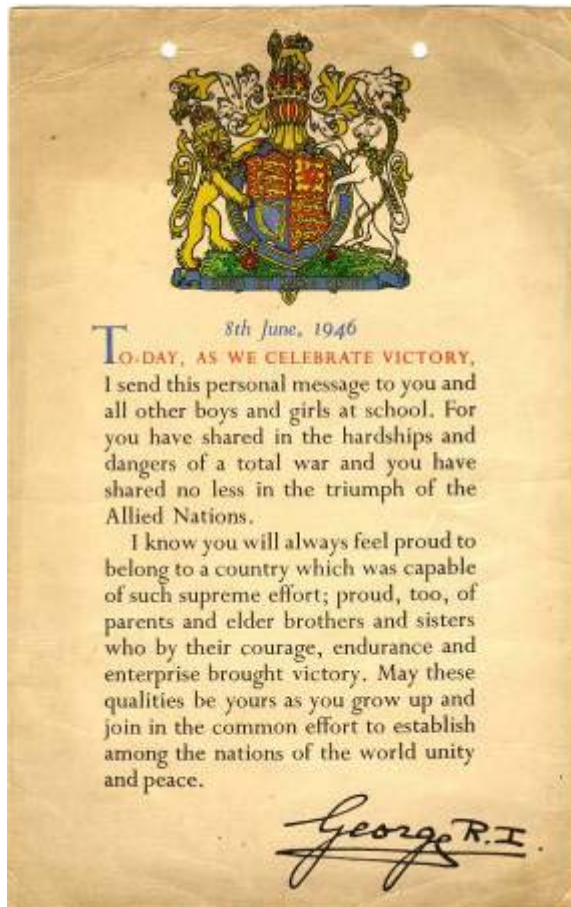 8th June, 1946
TO-DAY, AS WE CELEBRATE VICTORY,
I send this personal message to you and
all other boys and girls at school. For
you have shared in the hardships and
dangers of a total war and you have
shared no less in the triumph of the
Allied Nations.
I know you will always feel proud to
belong to a country which was capable
of such supreme effort; proud, too, of
parents and elder brothers and sisters
who by their courage, endurance and
enterprise brought victory. May these
qualities be yours as you grow up and
join in the common effort to establish
among the nations of the world unity
and peace.
George R.I.